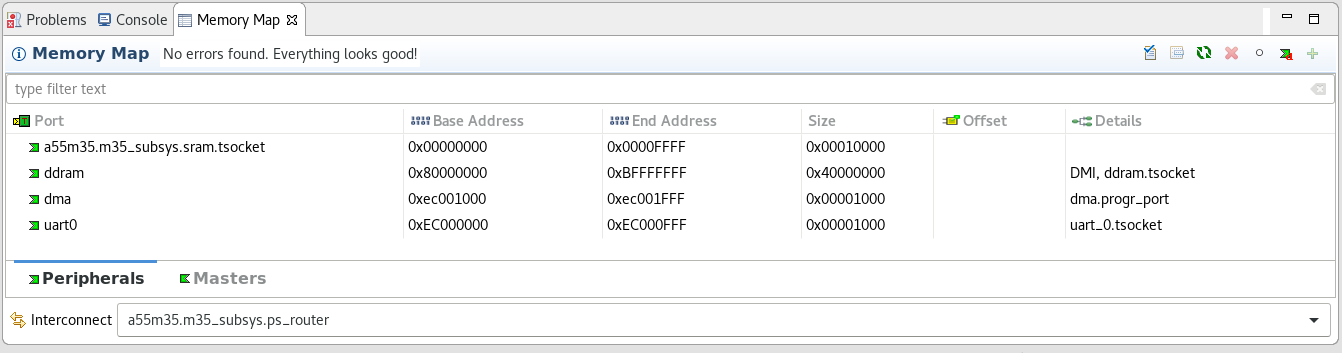 Problems Console Memory Map
Memory Map No errors found. Everything looks good!
type filter text
Port Base Address End Address Size Offset Details
a55m35.m35_subsys.sram.tsocket 0x00000000 0x0000FFFF 0x00010000
ddram 0x80000000 0xBFFFFFFF 0x40000000 DMI, ddram.tsocket
dma 0xec001000 0xec001FFF 0x00001000 dma.progr_port
uart0 0xEC000000 0xEC000FFF 0x00001000 uart_0.tsocket
Peripherals Masters
Interconnect a55m35.m35_subsys.ps_router